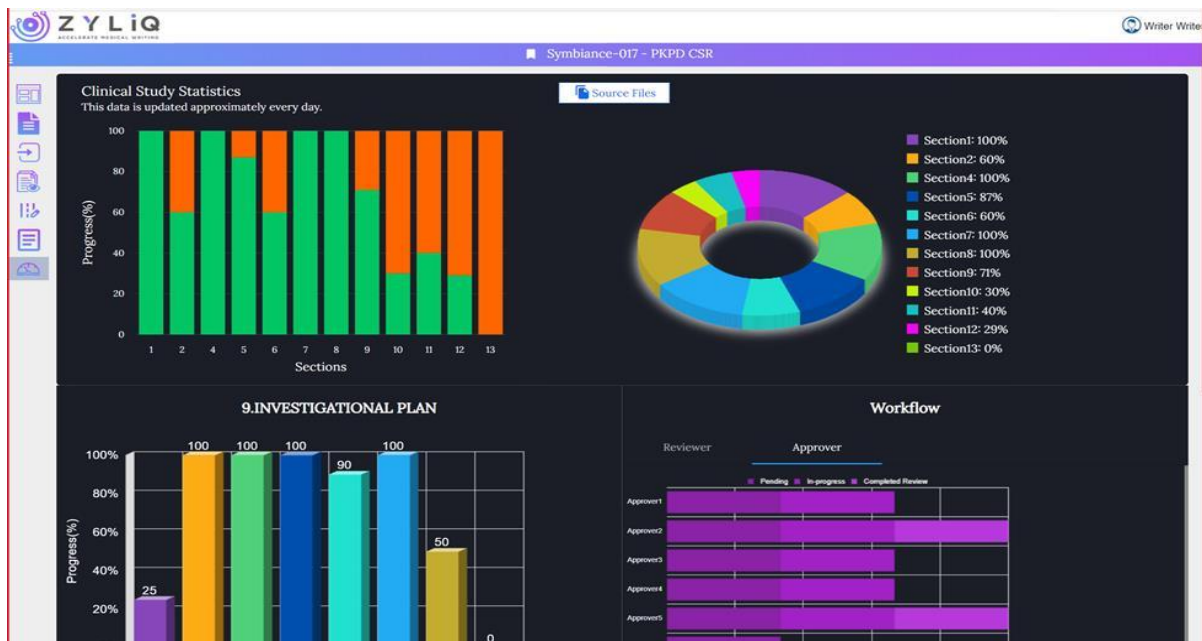 ZYLiQ
ACCELERATE MEDICAL WRITING
Writer Write
Symbiance-017 - PKPD CSR
Clinical Study Statistics
This data is updated approximately every day.
Source Files
100
80
60
40
20
0
Progress(%)
1 2 4 5 6 7 8 9 10 11 12 13
Sections
Section1: 100%
Section2: 60%
Section4: 100%
Section5: 87%
Section6: 60%
Section7: 100%
Section8: 100%
Section9: 71%
Section10: 30%
Section11: 40%
Section12: 29%
Section13: 0%
9.INVESTIGATIONAL PLAN
100%
80%
60%
40%
20%
Progress(%)
25 100 100 100 90 100 50 0
Workflow
Reviewer Approver
Pending In-progress Completed Review
Approver1
Approver2
Approver3
Approver4
Approver5